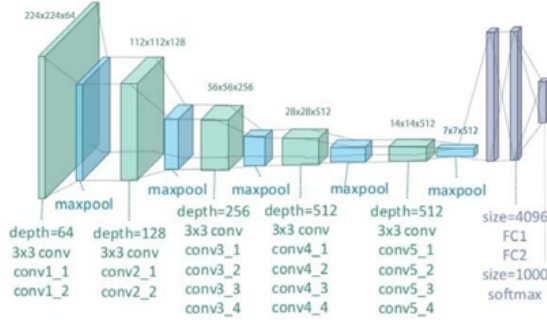 224x224x64
112x112x128
56x56x256
28x28x512
14x14x512
7x7x512
maxpool
maxpool
maxpool
maxpool
maxpool
depth=64
3x3 conv
conv1_1
conv1_2
depth=128
3x3 conv
conv2_1
conv2_2
depth=256
3x3 conv
conv3_1
conv3_2
conv3_3
conv3_4
depth=512
3x3 conv
conv4_1
conv4_2
conv4_3
conv4_4
depth=512
3x3 conv
conv5_1
conv5_2
conv5_3
conv5_4
size=4096
FC1
FC2
size=1000
softmax